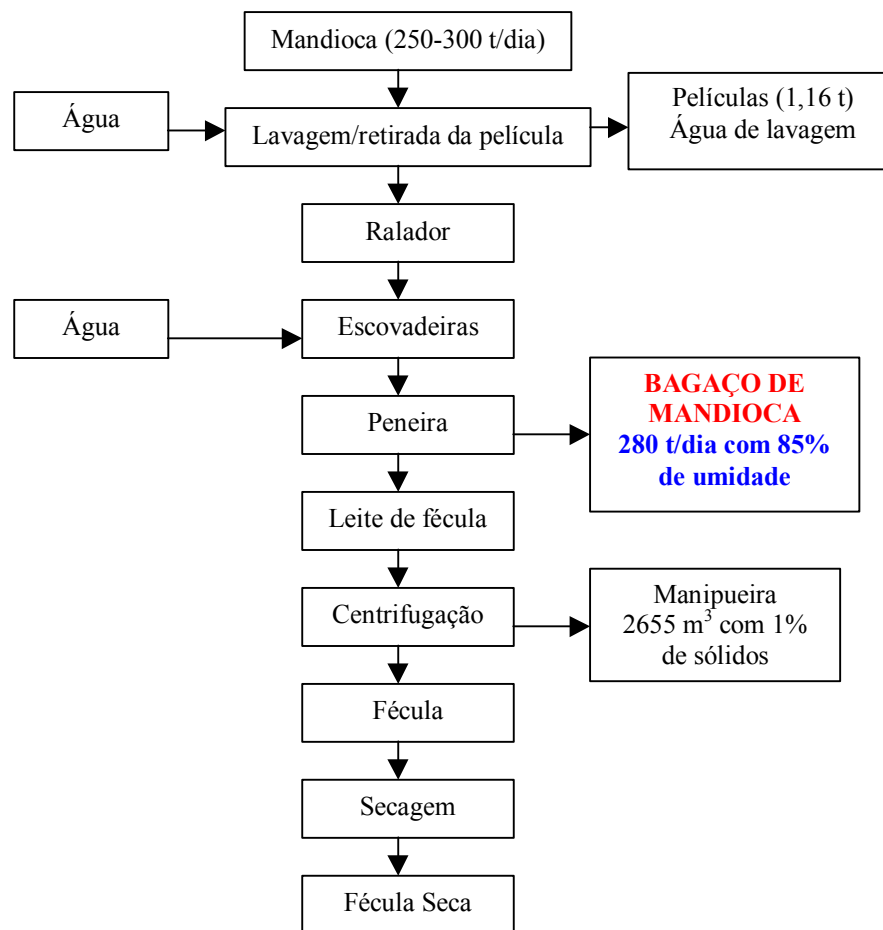 Mandioca (250-300 t/dia)
Água
Lavagem/retirada da película
Películas (1,16 t)
Água de lavagem
Ralador
Água
Escovadeiras
Peneira
BAGAÇO DE
MANDIOCA
280 t/dia com 85%
de umidade
Leite de fécula
Centrifugação
Manipueira
2655 m³ com 1%
de sólidos
Fécula
Secagem
Fécula Seca